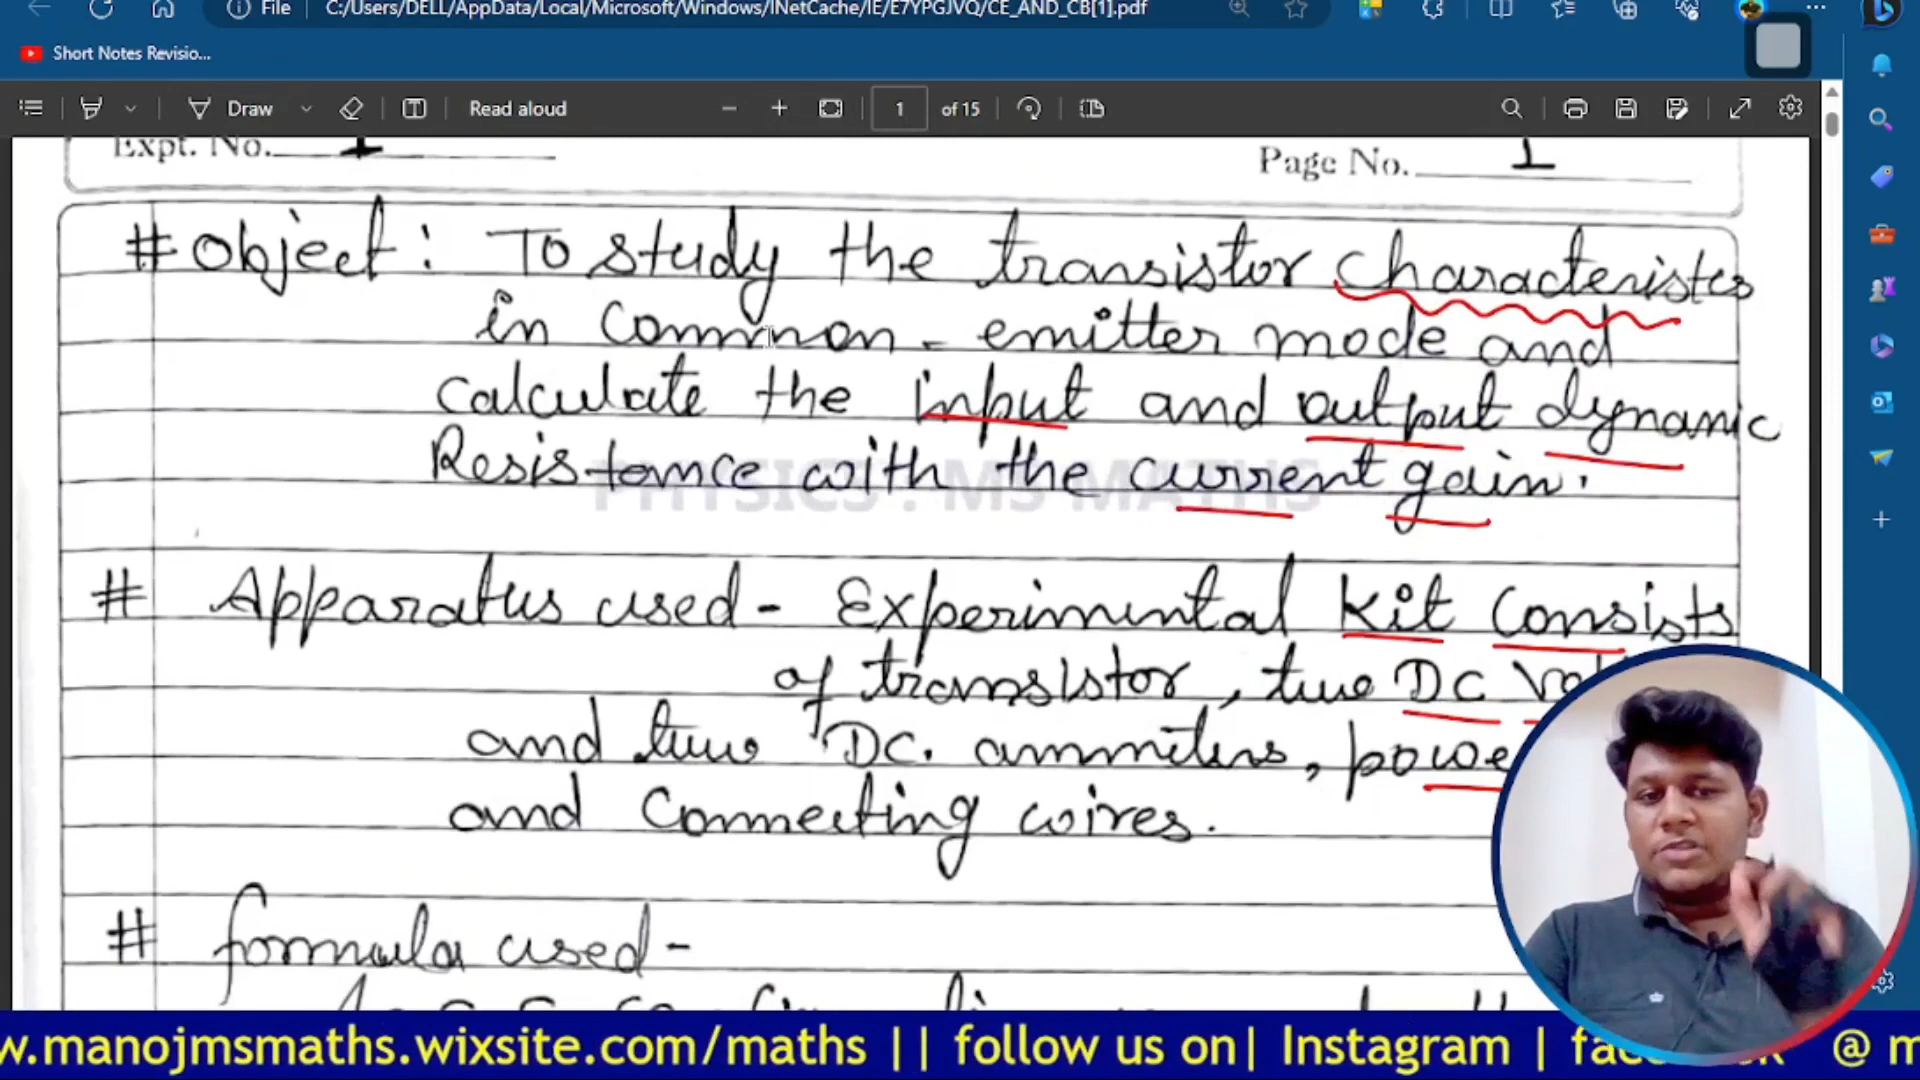 File C:/Users/DELL/AppData/Local/Microsoft/Windows/INetCache/IE/E7YPGJVQ/CE_AND_CB[1].pdf
Short Notes Revisio...
Draw Read aloud 1 of 15
Expt. No. 1
Page No. 1
# Object: To study the transistor characteristcs
in common - emitter mode and
calculate the input and output dynamic
Resistance with the current gain.
PHYSICS : MS MATHS
# Apparatus used - Experimental Kit Consists
of transistor, two DC
and two DC. ammeters,
and Connecting wires.
# formula used -
w.manojmsmaths.wixsite.com/maths || follow us on| Instagram | @ m